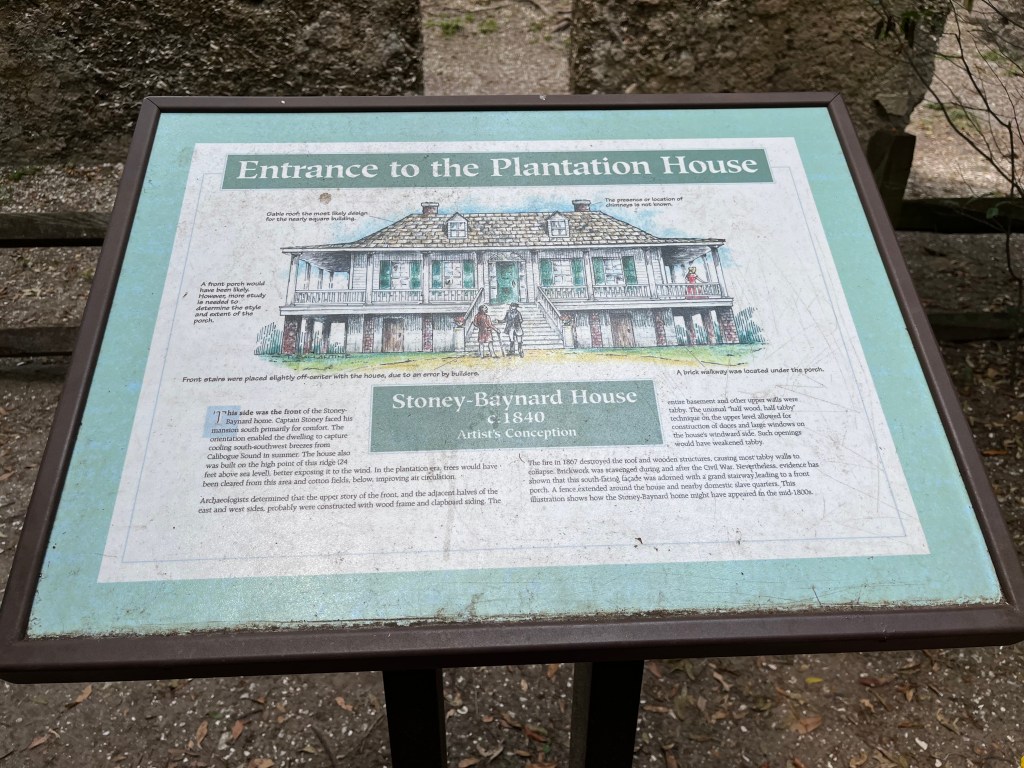 Entrance to the Plantation House
Gable roof: the most likely design
for the nearly square building.
The presence or location of
chimneys is not known.
A front porch would
have been likely.
However, more study
is needed to
determine the style
and extent of the
porch.
Front stairs were placed slightly off-center with the house, due to an error by builders.
A brick walkway was located under the porch.
Stoney-Baynard House
c.1840
Artist's Conception
This side was the front of the Stoney-
Baynard home. Captain Stoney faced his
mansion south primarily for comfort. The
orientation enabled the dwelling to capture
cooling south-southwest breezes from
Calibogue Sound in summer. The house also
was built on the high point of this ridge (24
feet above sea level), better exposing it to the wind. In the plantation era, trees would have
been cleared from this area and cotton fields, below, improving air circulation.
Archaeologists determined that the upper story of the front, and the adjacent halves of the
east and west sides, probably were constructed with wood frame and clapboard siding. The
entire basement and other upper walls were
tabby. The unusual "half wood, half tabby"
technique on the upper level allowed for
construction of doors and large windows on
the house's windward side. Such openings
would have weakened tabby.
The fire in 1867 destroyed the roof and wooden structures, causing most tabby walls to
collapse. Brickwork was scavenged during and after the Civil War. Nevertheless, evidence has
shown that this south-facing façade was adorned with a grand stairway leading to a front
porch. A fence extended around the house and nearby domestic slave quarters. This
illustration shows how the Stoney-Baynard home might have appeared in the mid-1800s.